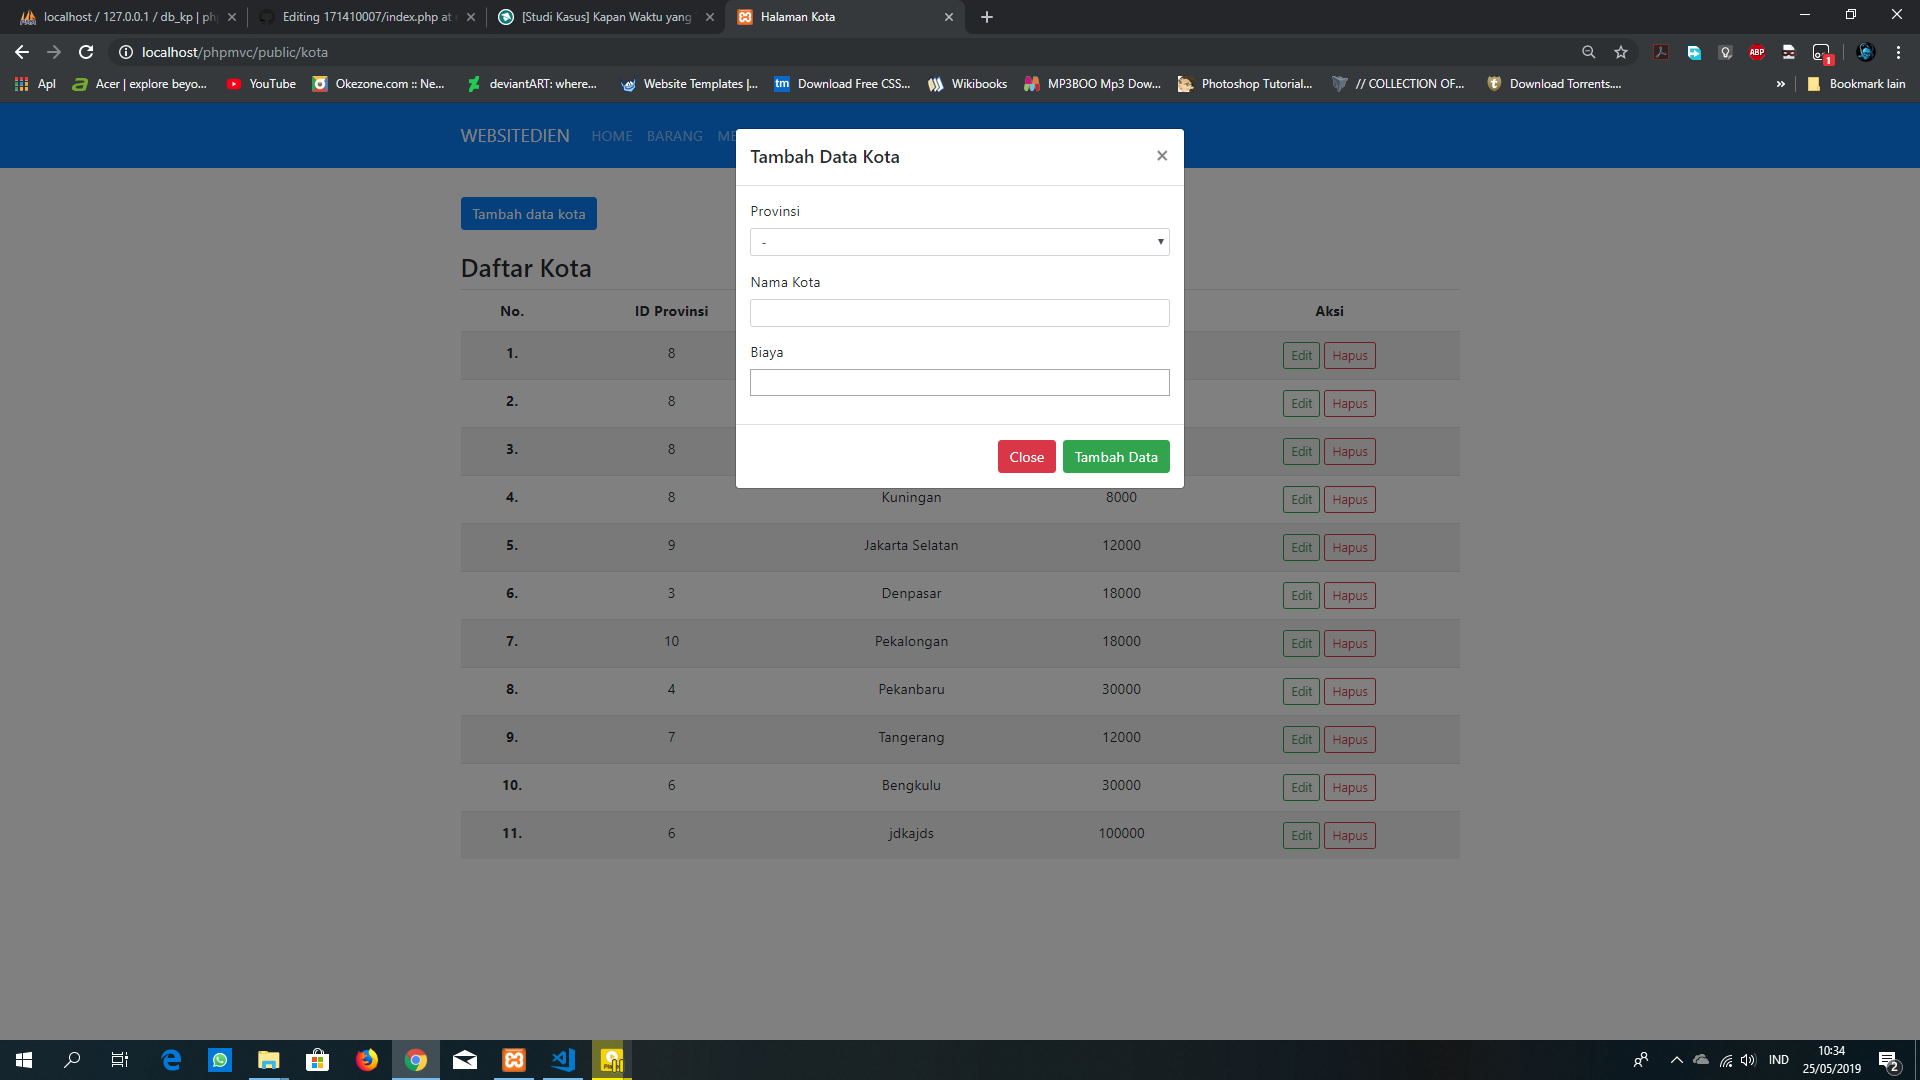 localhost / 127.0.0.1 / db_kp | ph
Editing 171410007/index.php at
[Studi Kasus] Kapan Waktu yang
Halaman Kota
localhost/phpmvc/public/kota
ABP
1
Apl
Acer | explore beyo...
YouTube
Okezone.com :: Ne...
deviantART: where...
Website Templates |...
tm
Download Free CSS...
Wikibooks
MP3BOO Mp3 Dow...
Photoshop Tutorial...
// COLLECTION OF...
Download Torrents....
»
Bookmark lain
WEBSITEDIEN
HOME
BARANG
Tambah Data Kota
×
Provinsi
-
Nama Kota
Biaya
Close
Tambah Data
Tambah data kota
Daftar Kota
No. ID Provinsi Aksi
1. 8 Edit Hapus
2. 8 Edit Hapus
3. 8 Edit Hapus
4. 8 Kuningan 8000 Edit Hapus
5. 9 Jakarta Selatan 12000 Edit Hapus
6. 3 Denpasar 18000 Edit Hapus
7. 10 Pekalongan 18000 Edit Hapus
8. 4 Pekanbaru 30000 Edit Hapus
9. 7 Tangerang 12000 Edit Hapus
10. 6 Bengkulu 30000 Edit Hapus
11. 6 jdkajds 100000 Edit Hapus
IND
10:34
25/05/2019
2